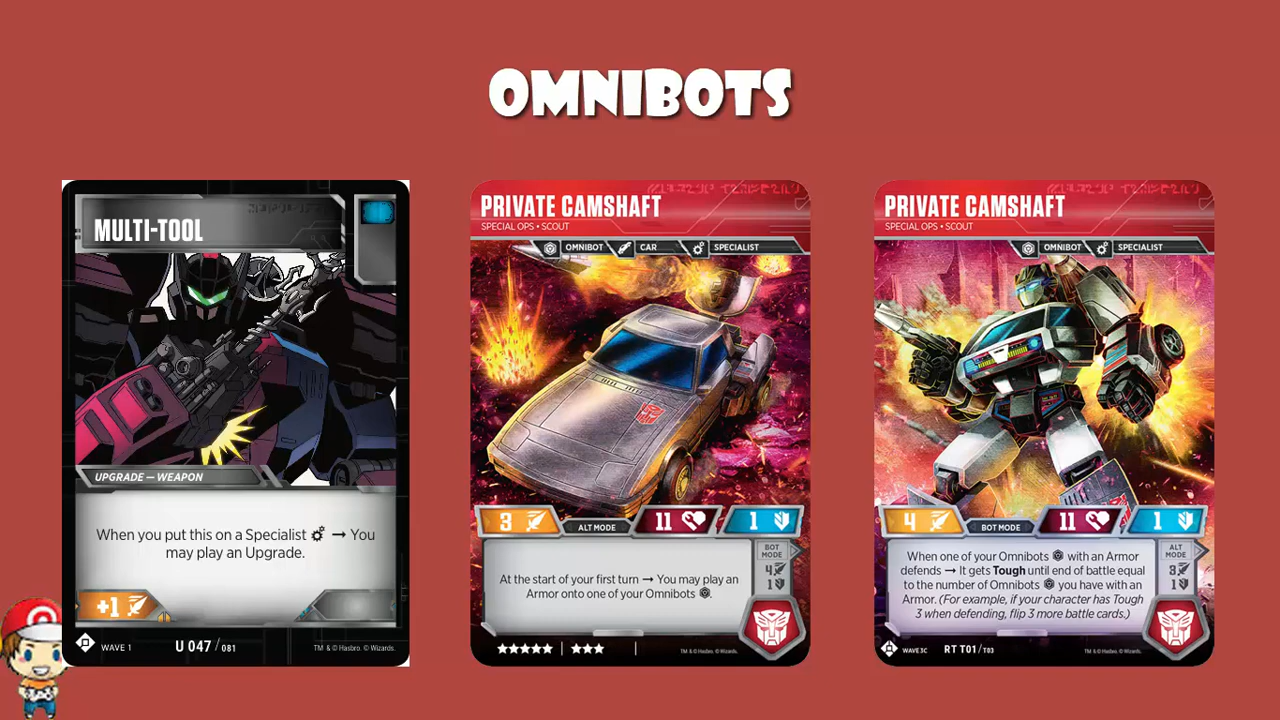 OMNIBOTS
MULTI-TOOL
UPGRADE — WEAPON
When you put this on a Specialist → You
may play an Upgrade.
+1
WAVE 1
U 047 / 081
TM & © Hasbro. © Wizards.
PRIVATE CAMSHAFT
SPECIAL OPS • SCOUT
OMNIBOT CAR SPECIALIST
3
ALT MODE
11
1
At the start of your first turn → You may play an
Armor onto one of your Omnibots .
BOT
MODE
4
1
★★★★★ | ★★★ |
TM & © Hasbro. © Wizards.
PRIVATE CAMSHAFT
SPECIAL OPS • SCOUT
OMNIBOT SPECIALIST
4
BOT MODE
11
1
When one of your Omnibots with an Armor
defends → It gets Tough until end of battle equal
to the number of Omnibots you have with an
Armor. (For example, if your character has Tough
3 when defending, flip 3 more battle cards.)
ALT
MODE
3
1
WAVE 3C
RT T01/ T03
TM & © Hasbro. © Wizards.